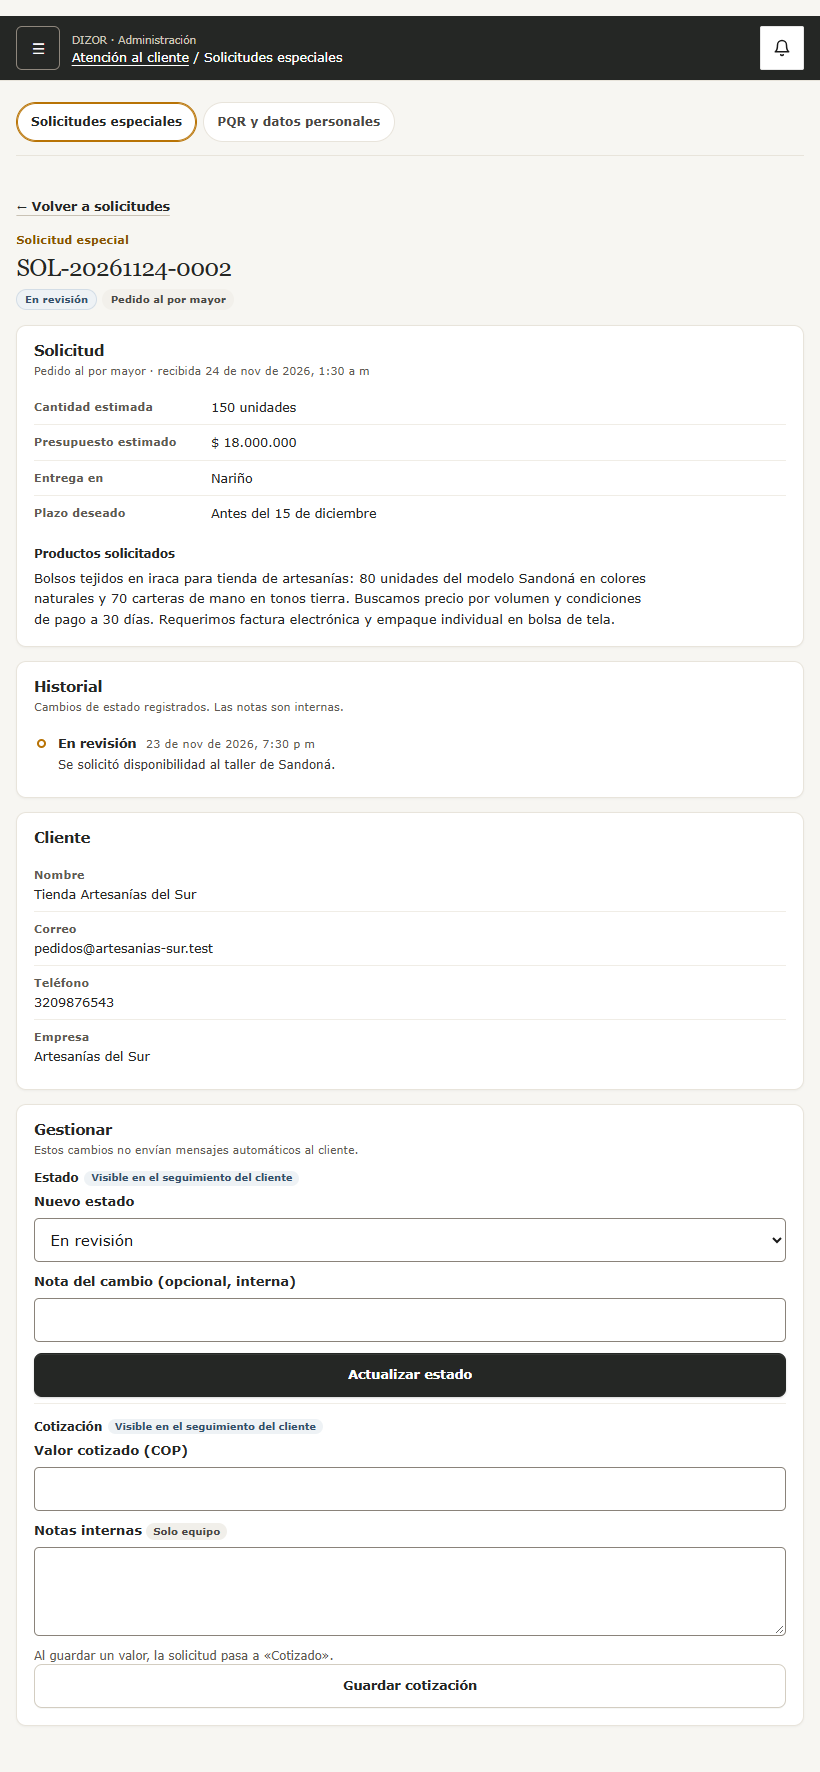 ☰
DIZOR · Administración
Atención al cliente / Solicitudes especiales
Solicitudes especiales
PQR y datos personales
← Volver a solicitudes
Solicitud especial
SOL-20261124-0002
En revisión
Pedido al por mayor
Solicitud
Pedido al por mayor · recibida 24 de nov de 2026, 1:30 a m
Cantidad estimada 150 unidades
Presupuesto estimado $ 18.000.000
Entrega en Nariño
Plazo deseado Antes del 15 de diciembre
Productos solicitados
Bolsos tejidos en iraca para tienda de artesanías: 80 unidades del modelo Sandoná en colores
naturales y 70 carteras de mano en tonos tierra. Buscamos precio por volumen y condiciones
de pago a 30 días. Requerimos factura electrónica y empaque individual en bolsa de tela.
Historial
Cambios de estado registrados. Las notas son internas.
En revisión 23 de nov de 2026, 7:30 p m
Se solicitó disponibilidad al taller de Sandoná.
Cliente
Nombre
Tienda Artesanías del Sur
Correo
pedidos@artesanias-sur.test
Teléfono
3209876543
Empresa
Artesanías del Sur
Gestionar
Estos cambios no envían mensajes automáticos al cliente.
Estado Visible en el seguimiento del cliente
Nuevo estado
En revisión
Nota del cambio (opcional, interna)
Actualizar estado
Cotización Visible en el seguimiento del cliente
Valor cotizado (COP)
Notas internas Solo equipo
Al guardar un valor, la solicitud pasa a «Cotizado».
Guardar cotización